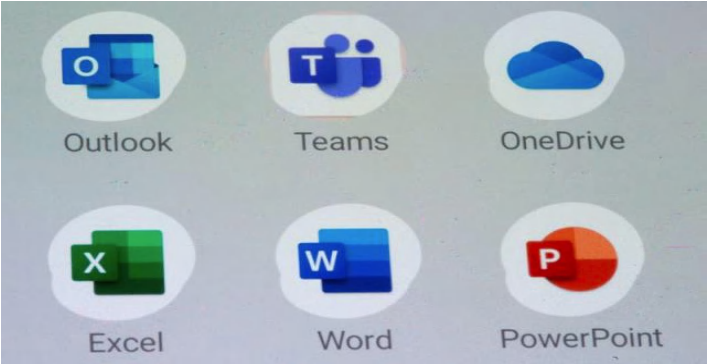 O
T
Outlook
Teams
OneDrive
X
W
P
Excel
Word
PowerPoint